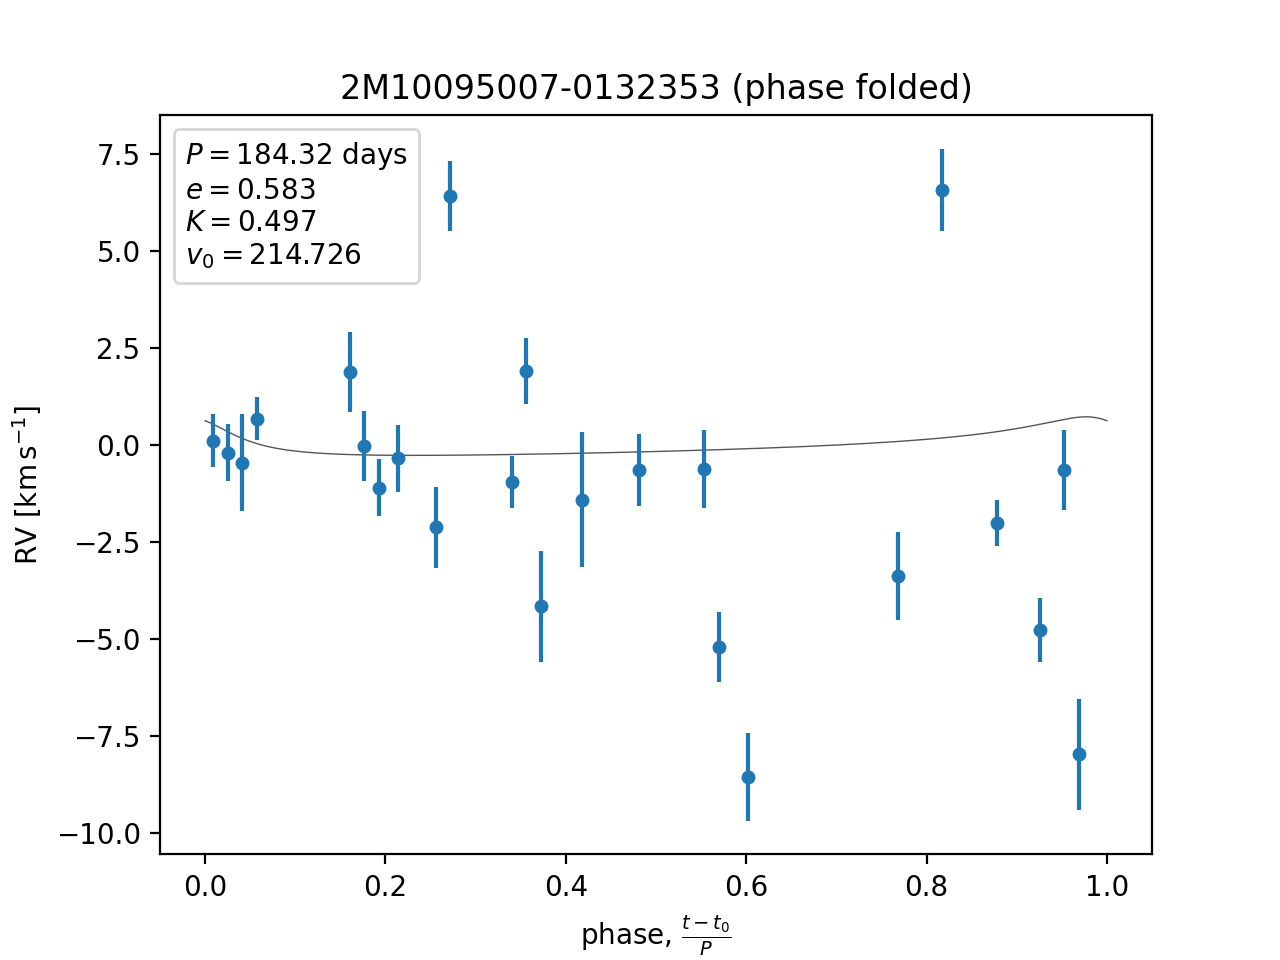 2M10095007-0132353 (phase folded)
P = 184.32 days
e = 0.583
K = 0.497
v₀ = 214.726
7.5
5.0
2.5
0.0
−2.5
−5.0
−7.5
−10.0
RV [km s⁻¹]
0.0 0.2 0.4 0.6 0.8 1.0
phase, (t − t₀)/P